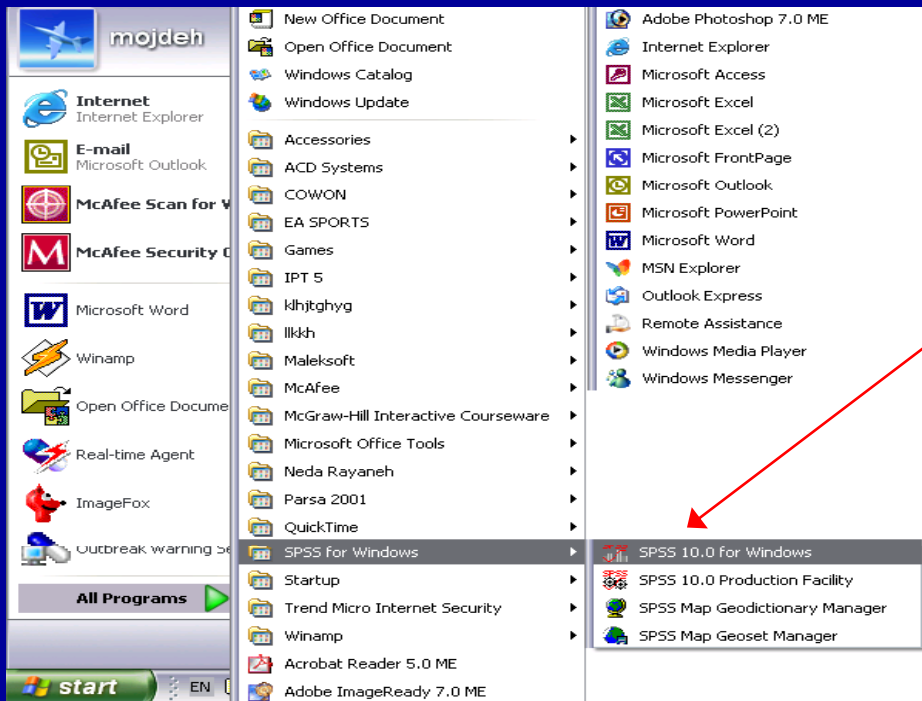 mojdeh
Internet
Internet Explorer
E-mail
Microsoft Outlook
McAfee Scan for V
McAfee Security C
Microsoft Word
Winamp
Open Office Docume
Real-time Agent
ImageFox
Outbreak Warning Se
All Programs
start
EN
New Office Document
Open Office Document
Windows Catalog
Windows Update
Accessories
ACD Systems
COWON
EA SPORTS
Games
IPT 5
klhjtghyg
llkkh
Maleksoft
McAfee
McGraw-Hill Interactive Courseware
Microsoft Office Tools
Neda Rayaneh
Parsa 2001
QuickTime
SPSS for Windows
Startup
Trend Micro Internet Security
Winamp
Acrobat Reader 5.0 ME
Adobe ImageReady 7.0 ME
Adobe Photoshop 7.0 ME
Internet Explorer
Microsoft Access
Microsoft Excel
Microsoft Excel (2)
Microsoft FrontPage
Microsoft Outlook
Microsoft PowerPoint
Microsoft Word
MSN Explorer
Outlook Express
Remote Assistance
Windows Media Player
Windows Messenger
SPSS 10.0 for Windows
SPSS 10.0 Production Facility
SPSS Map Geodictionary Manager
SPSS Map Geoset Manager